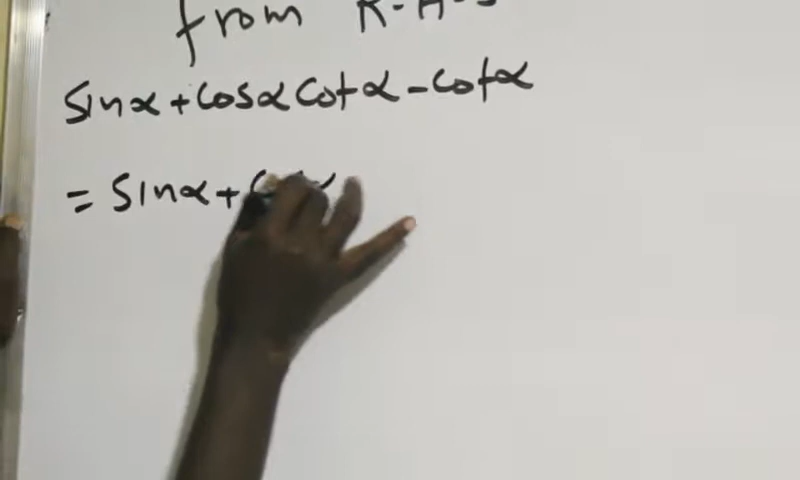 from R.H.S
sinα + cosα cotα - cotα
= sinα +